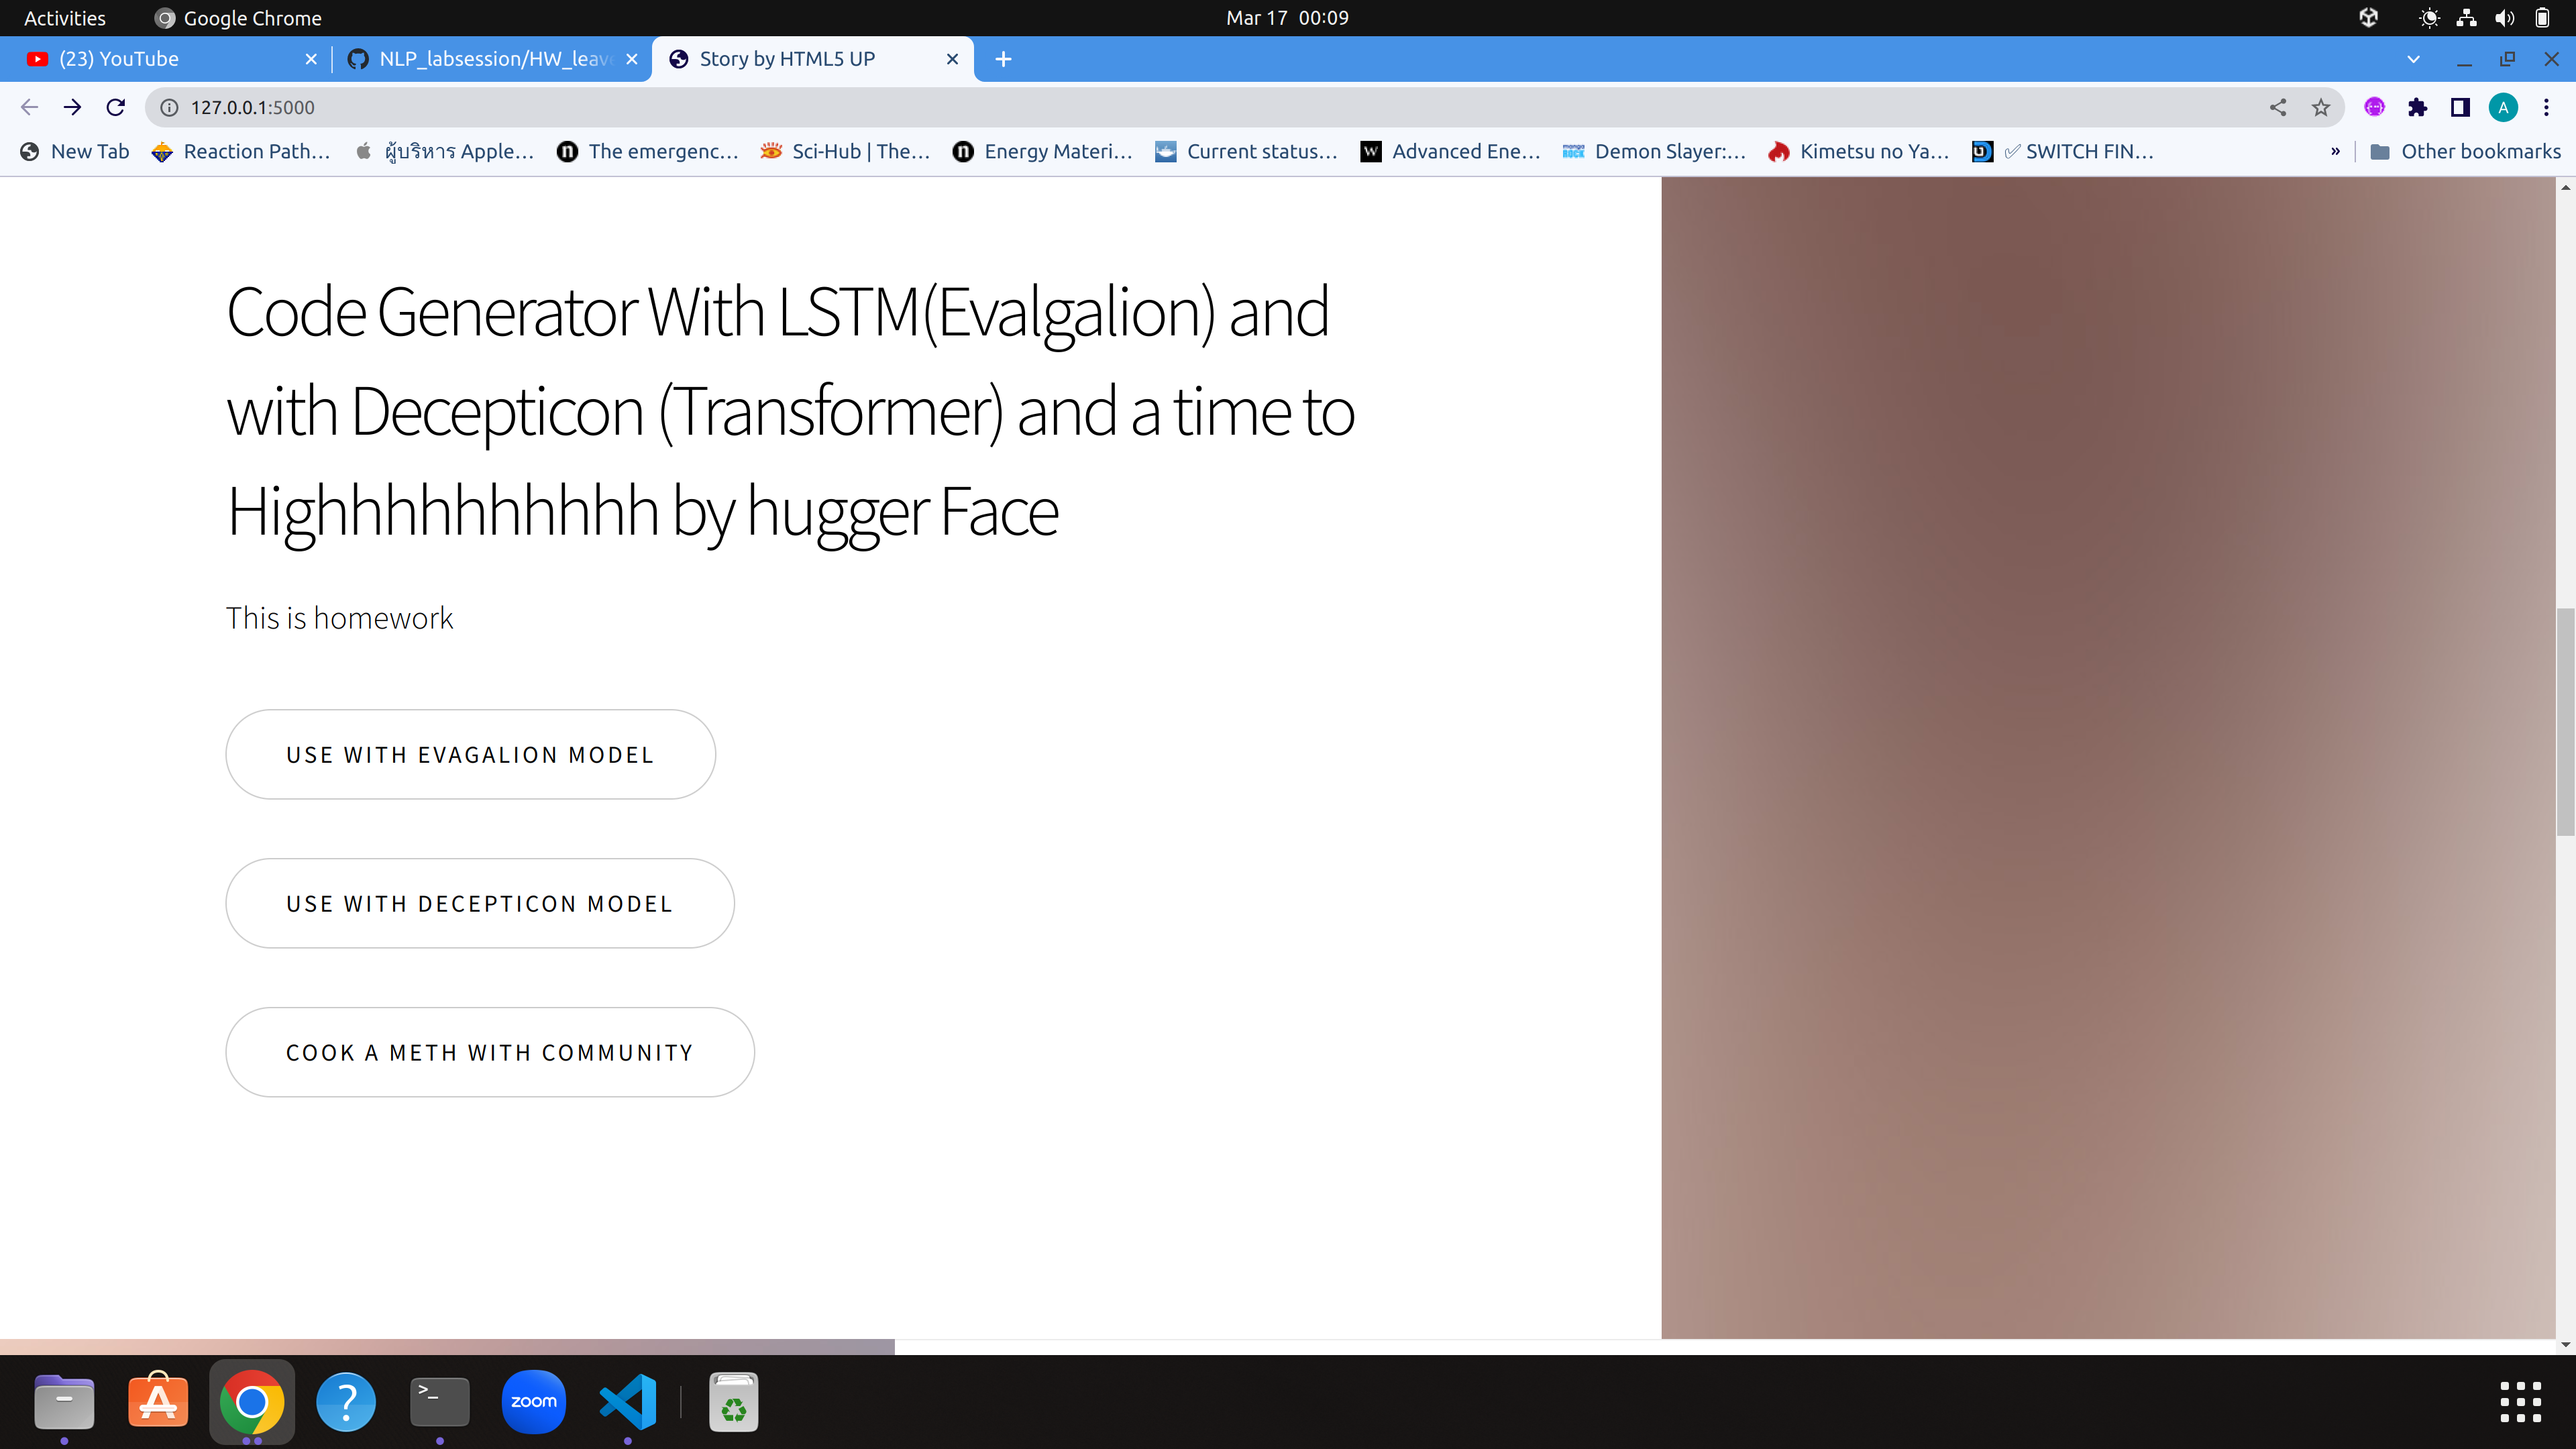 Activities
Google Chrome
Mar 17 00:09
(23) YouTube
NLP_labsession/HW_leave
Story by HTML5 UP
127.0.0.1:5000
A
New Tab
Reaction Path...
ผู้บริหาร Apple...
The emergenc...
Sci-Hub | The...
Energy Materi...
Current status...
Advanced Ene...
Demon Slayer:...
Kimetsu no Ya...
✅ SWITCH FIN...
»
Other bookmarks
Code Generator With LSTM(Evalgalion) and
with Decepticon (Transformer) and a time to
Highhhhhhhhhhh by hugger Face
This is homework
USE WITH EVAGALION MODEL
USE WITH DECEPTICON MODEL
COOK A METH WITH COMMUNITY
zoom